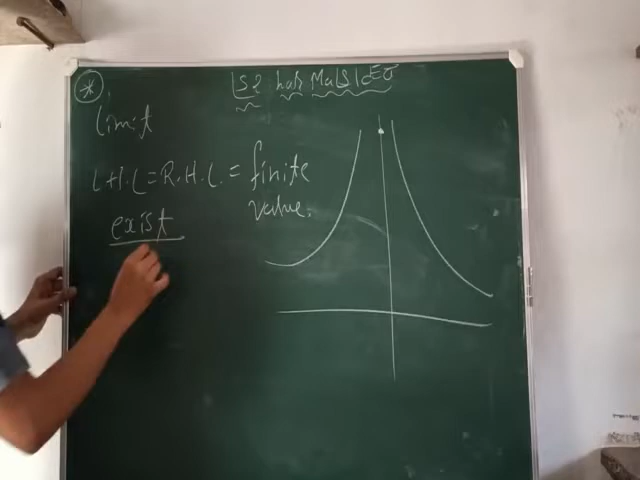 *
limit
L.H.L = R.H.L. = finite
value.
exist